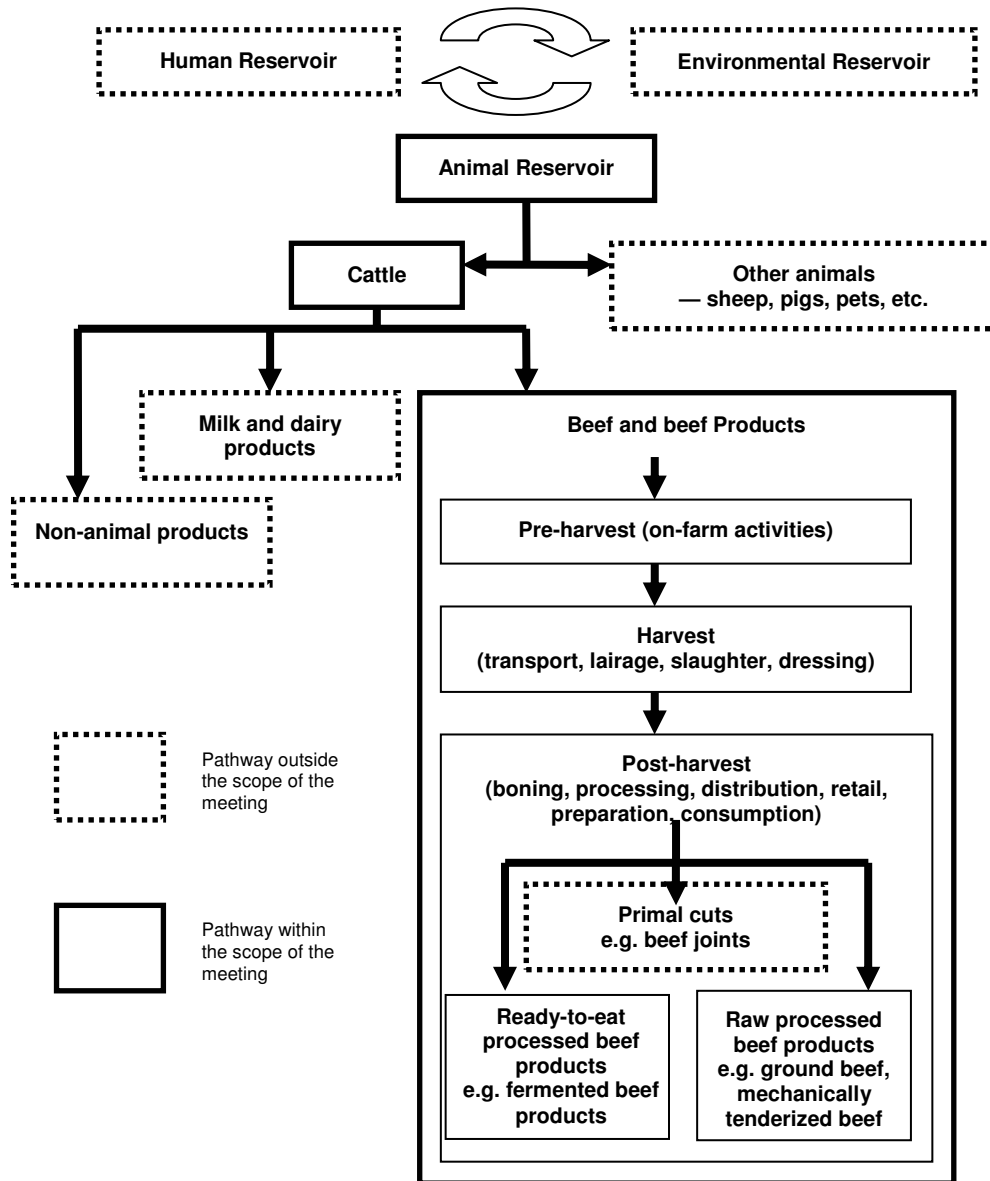 Human Reservoir
Environmental Reservoir
Animal Reservoir
Cattle
Other animals
— sheep, pigs, pets, etc.
Milk and dairy
products
Non-animal products
Beef and beef Products
Pre-harvest (on-farm activities)
Harvest
(transport, lairage, slaughter, dressing)
Post-harvest
(boning, processing, distribution, retail,
preparation, consumption)
Primal cuts
e.g. beef joints
Ready-to-eat
processed beef
products
e.g. fermented beef
products
Raw processed
beef products
e.g. ground beef,
mechanically
tenderized beef
Pathway outside
the scope of the
meeting
Pathway within
the scope of the
meeting